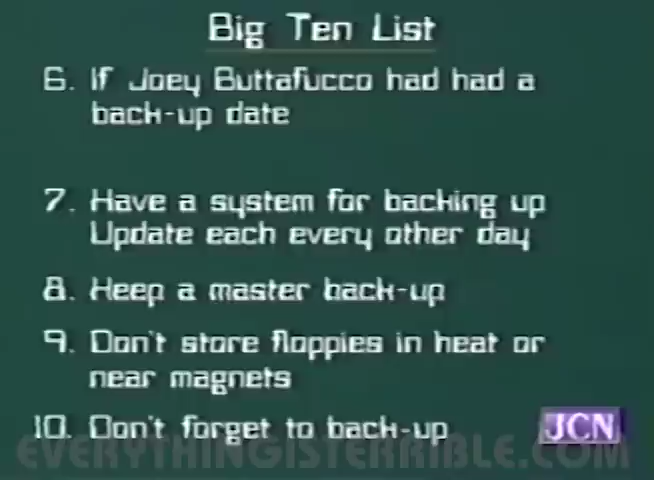 Big Ten List
6. If Joey Buttafucco had had a
back-up date
7. Have a system for backing up
Update each every other day
8. Keep a master back-up
9. Don't store floppies in heat or
near magnets
10. Don't forget to back-up
JCN
EVERYTHINGISTERRIBLE.COM